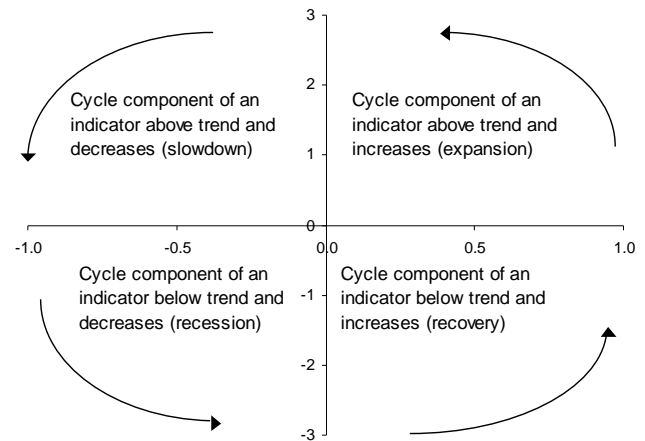 3
2
Cycle component of an
indicator above trend and
decreases (slowdown)
Cycle component of an
indicator above trend and
increases (expansion)
1
0
-1.0
-0.5
0.0
0.5
1.0
Cycle component of an
indicator below trend and
decreases (recession)
Cycle component of an
indicator below trend and
increases (recovery)
-1
-2
-3